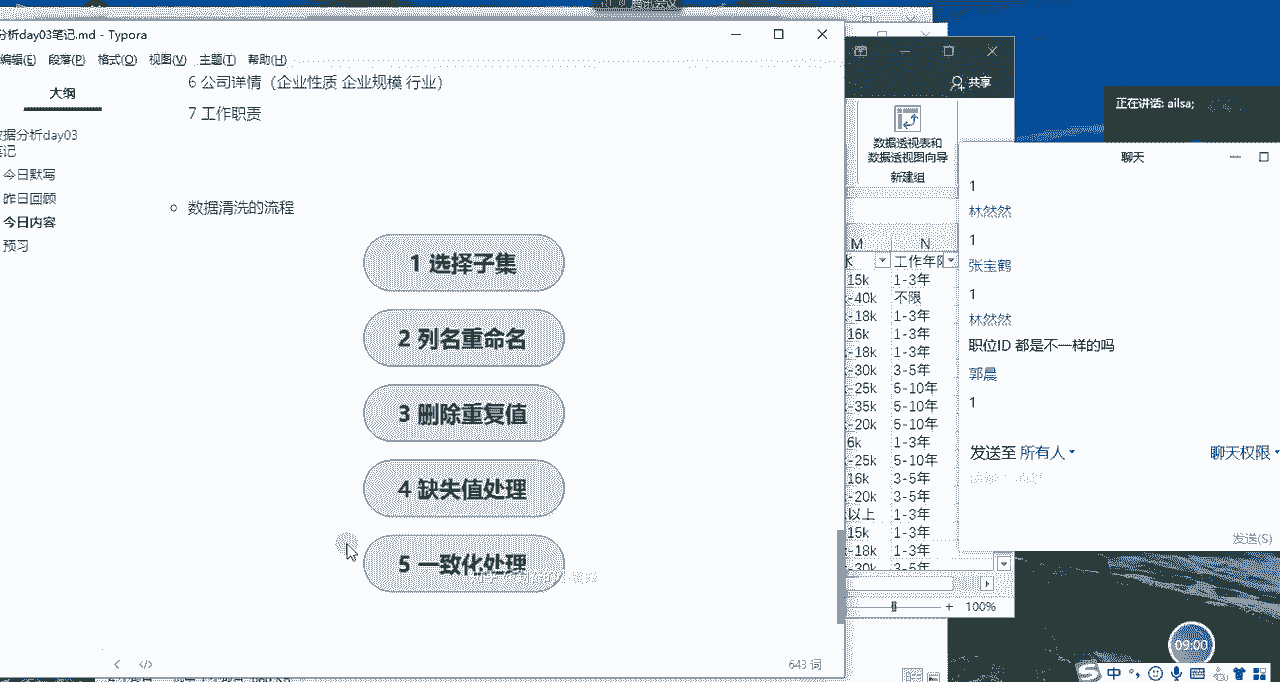 分析day03笔记.md - Typora
编辑(E) 段落(P) 格式(O) 视图(V) 主题(T) 帮助(H)
大纲
数据分析day03
笔记
今日默写
昨日回顾
今日内容
预习
6 公司详情（企业性质 企业规模 行业）
7 工作职责
数据清洗的流程
1 选择子集
2 列名重命名
3 删除重复值
4 缺失值处理
5 一致化处理
643 词
共享
数据透视表和
数据透视图向导
新建组
M N
K 工作年限
15k 1-3年
-40k 不限
-18k 1-3年
16k 1-3年
-18k 1-3年
-30k 3-5年
-25k 5-10年
-35k 5-10年
-20k 5-10年
6k 1-3年
-25k 5-10年
16k 3-5年
-20k 3-5年
以上 1-3年
15k 1-3年
-18k 1-3年
-30k 3-5年
100%
正在讲话: ailsa;
聊天
1
林然然
1
张宝鹤
1
林然然
职位ID 都是不一样的吗
郭晨
1
发送至 所有人
聊天权限
发送(S)
09:00
中